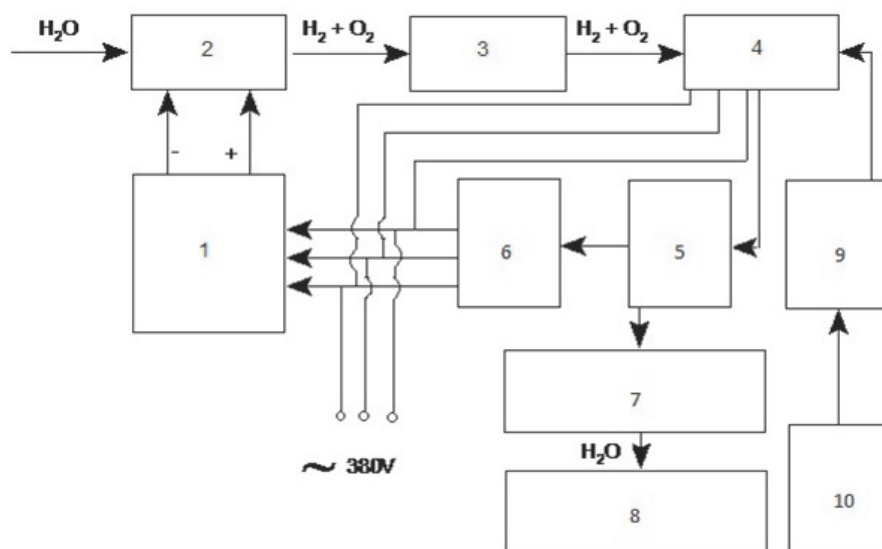 H₂O
2
H₂ + O₂
3
H₂ + O₂
4
-
+
1
6
5
9
7
~ 380V
H₂O
8
10